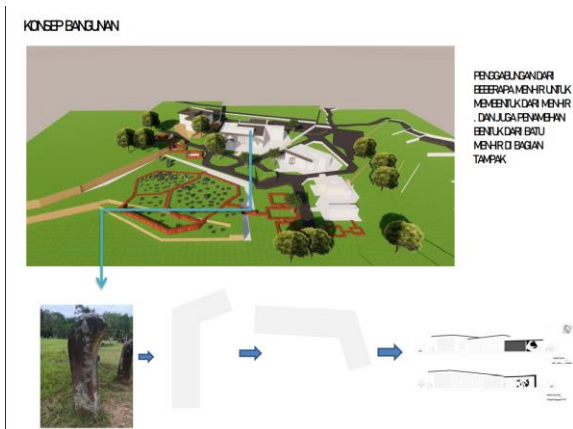 KONSEP BANGUNAN
PENGGABUNGAN DARI
BEBERAPA MENHIR UNTUK
MEMBENTUK DARI MENHIR
, DAN JUGA PENAMBHAN
BENTUK DARI BATU
MENHIR DI BAGIAN
TAMPAK